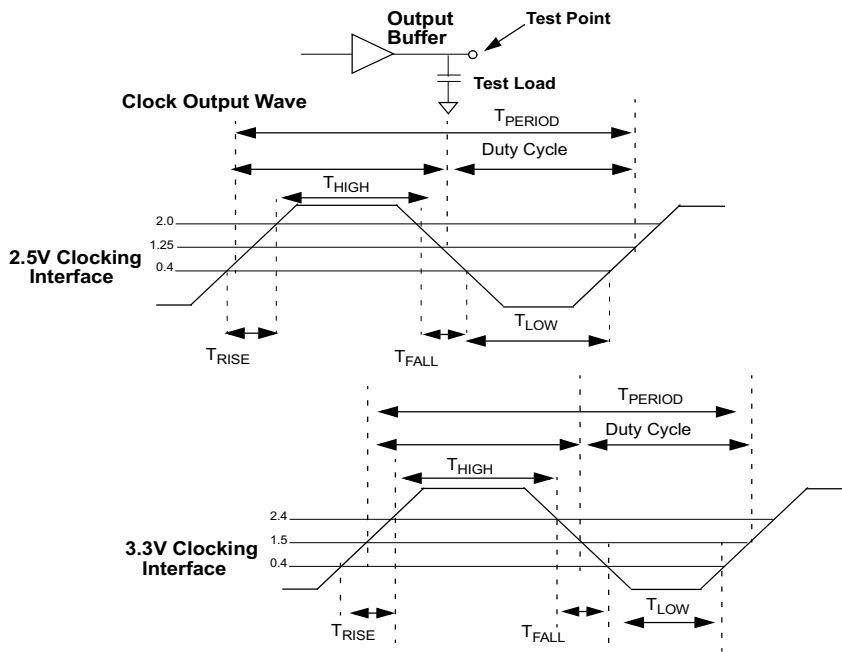 Output
Buffer
Test Point
Test Load
Clock Output Wave
TPERIOD
Duty Cycle
THIGH
2.0
1.25
0.4
2.5V Clocking
Interface
TRISE
TFALL
TLOW
TPERIOD
Duty Cycle
THIGH
2.4
1.5
0.4
3.3V Clocking
Interface
TRISE
TFALL
TLOW